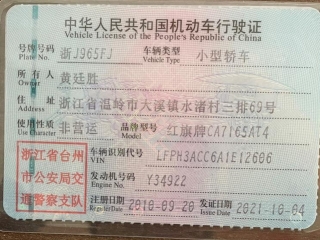 中华人民共和国机动车行驶证
Vehicle License of the People's Republic of China
号牌号码 浙J965FJ 车辆类型 小型轿车
Plate No. Vehicle Type
所有人 黄廷胜
Owner
住址 浙江省温岭市大溪镇水渚村三排69号
Address
使用性质 非营运 品牌型号 红旗牌CA7165AT4
Use Character Model
浙江省台州市公安局交通警察支队
车辆识别代号 LFPH3ACC6A1E12606
VIN
发动机号码 Y34922
Engine No.
注册日期 2010-09-20 发证日期 2021-10-04
Register Date Issue Date